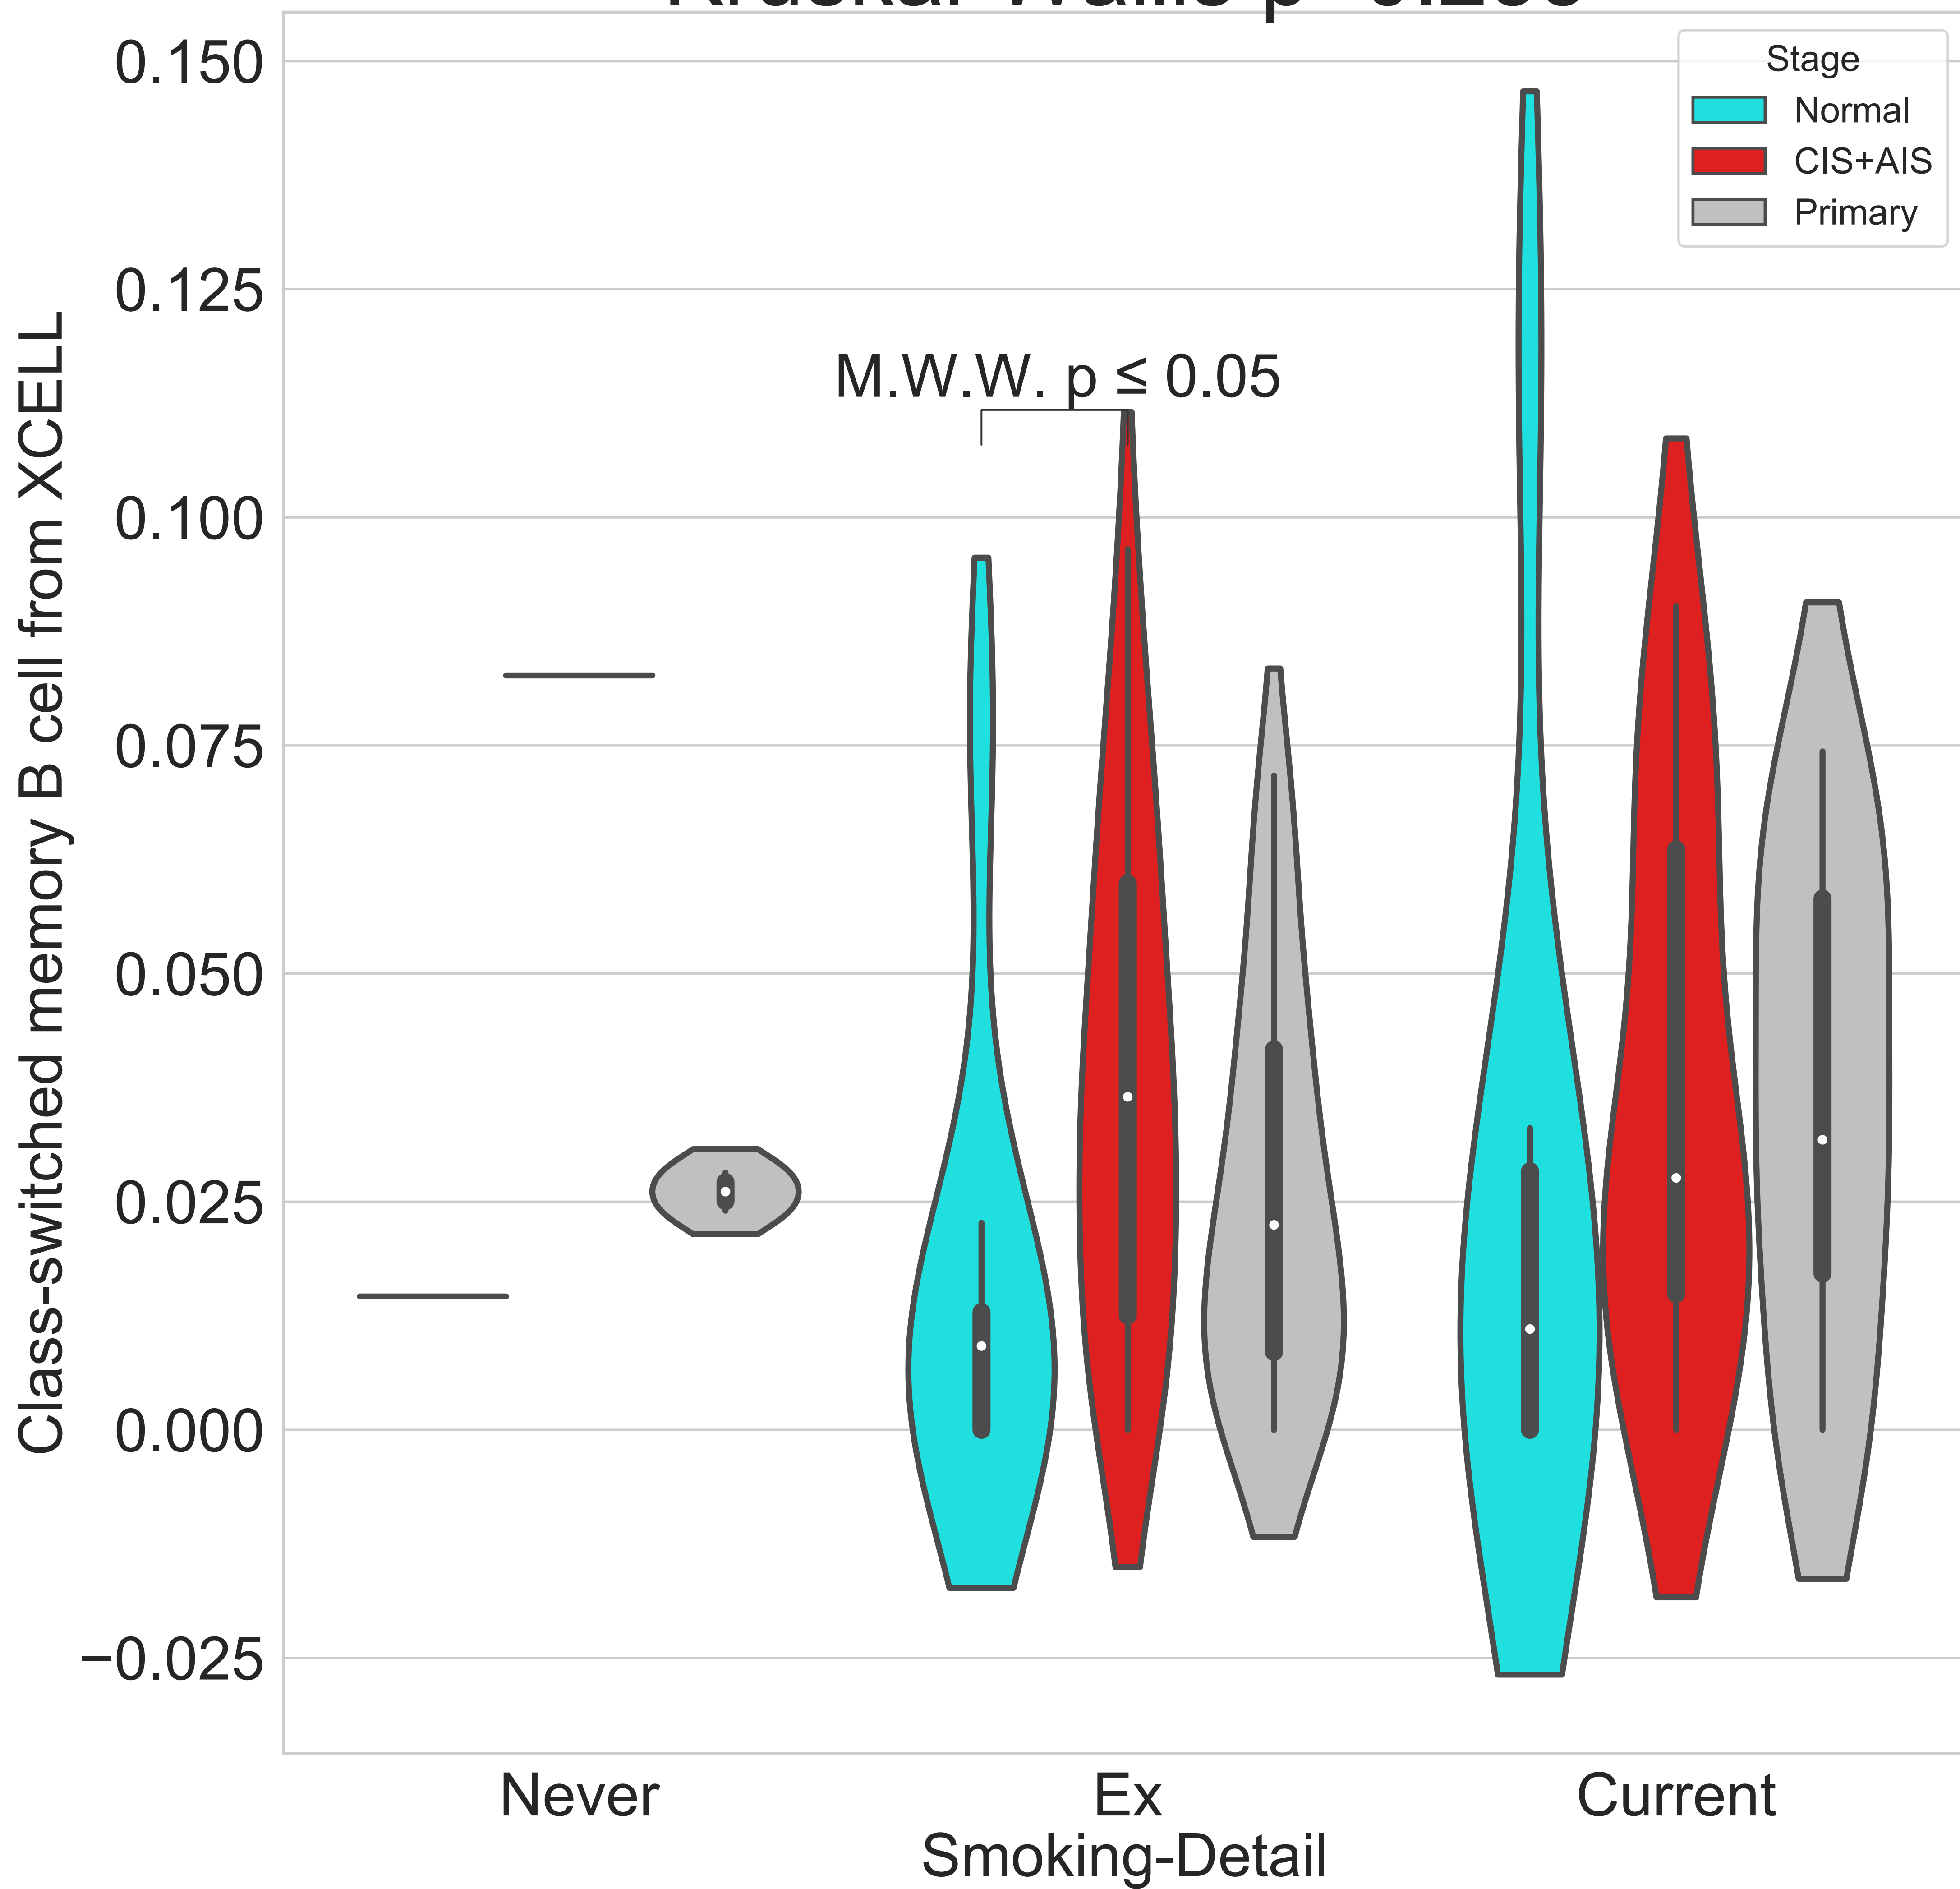 0.150
0.125
0.100
0.075
0.050
0.025
0.000
−0.025
Class-switched memory B cell from XCELL
M.W.W. p ≤ 0.05
Stage
Normal
CIS+AIS
Primary
Never
Ex
Current
Smoking-Detail